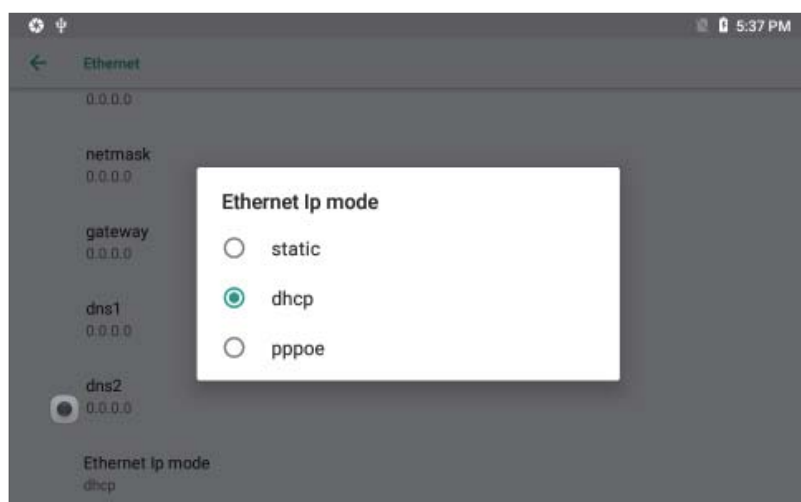 5:37 PM
Ethernet
0.0.0.0
netmask
0.0.0.0
gateway
0.0.0.0
dns1
0.0.0.0
dns2
0.0.0.0
Ethernet Ip mode
dhcp
Ethernet Ip mode
static
dhcp
pppoe